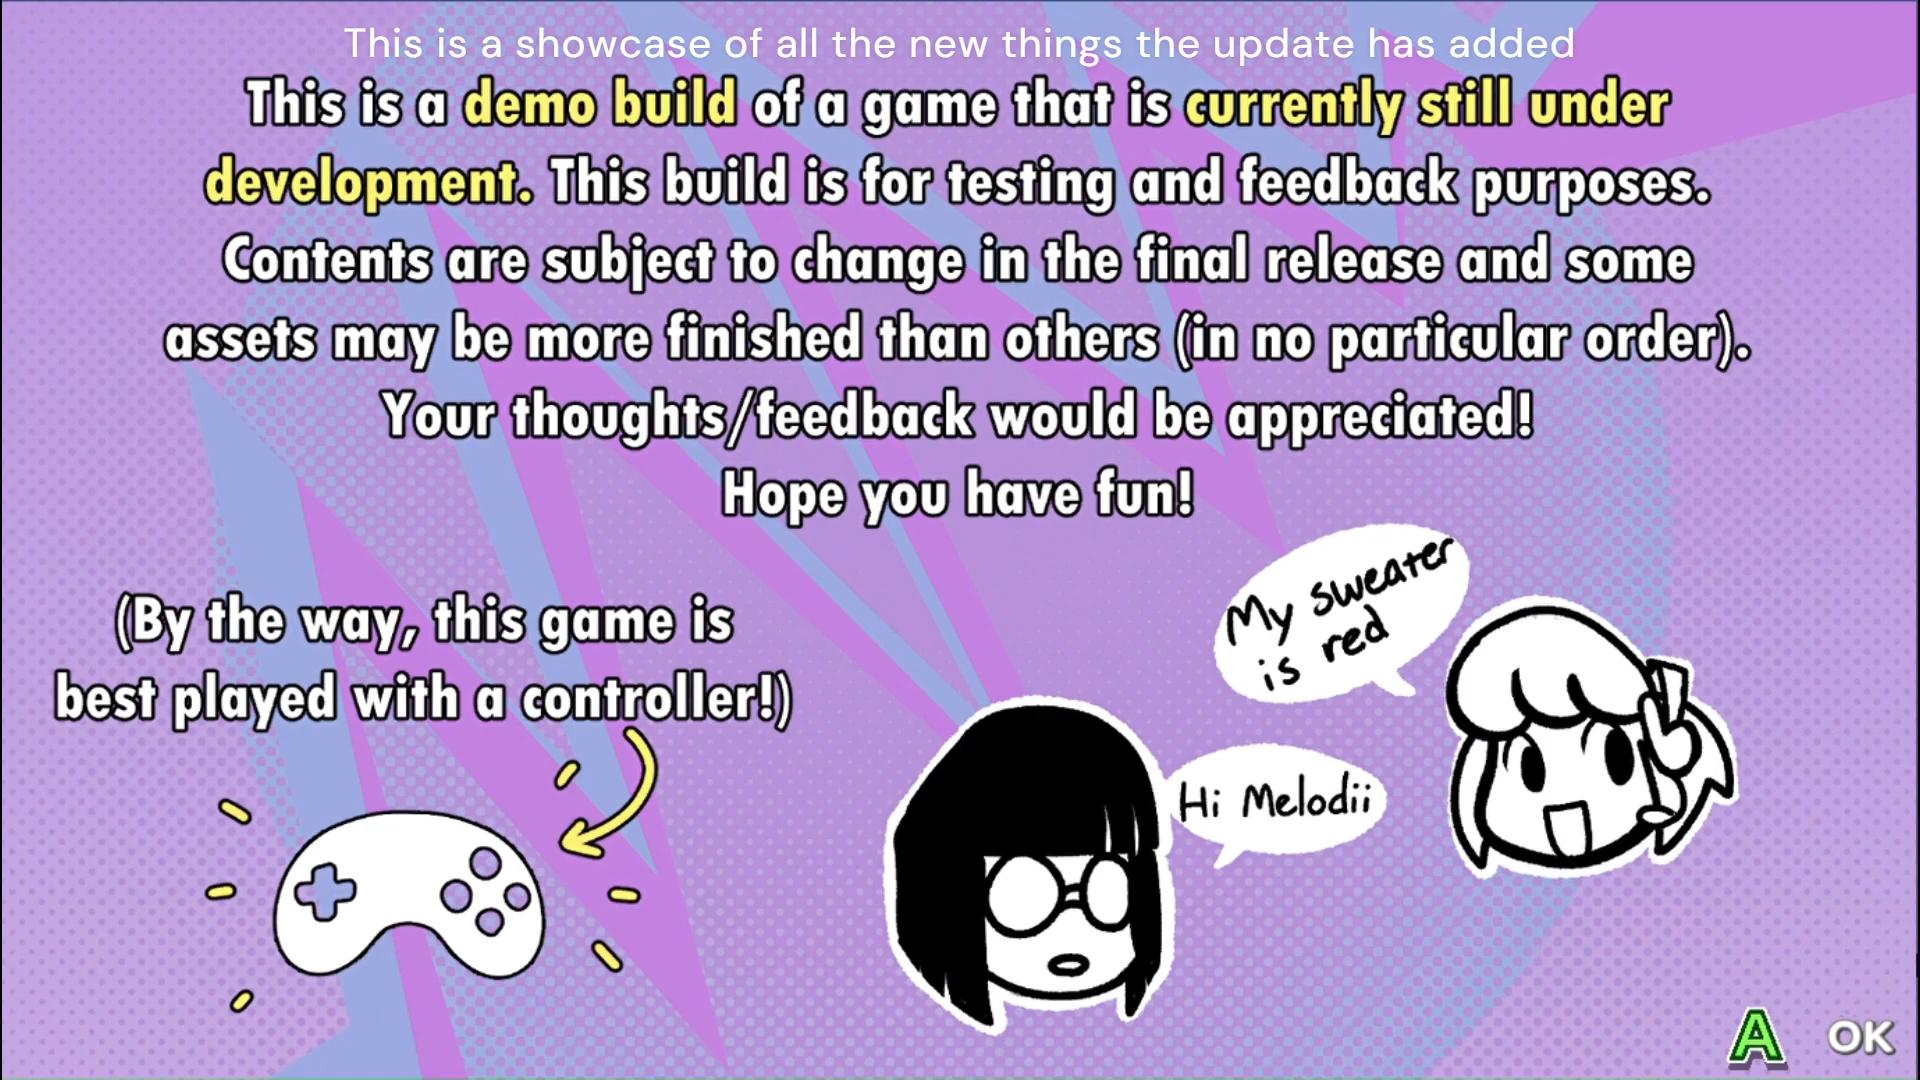 This is a showcase of all the new things the update has added
This is a demo build of a game that is currently still under
development. This build is for testing and feedback purposes.
Contents are subject to change in the final release and some
assets may be more finished than others (in no particular order).
Your thoughts/feedback would be appreciated!
Hope you have fun!
(By the way, this game is
best played with a controller!)
My sweater
is red
Hi Melodii
A OK